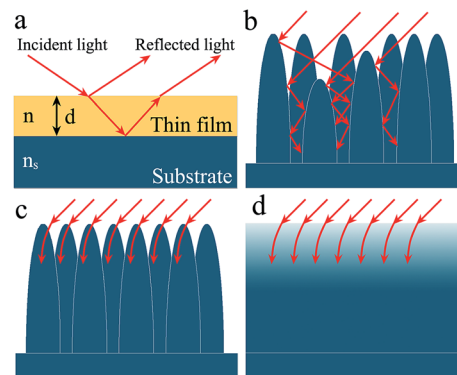 a
Incident light
Reflected light
n
d
Thin film
nₛ
Substrate
b
c
d